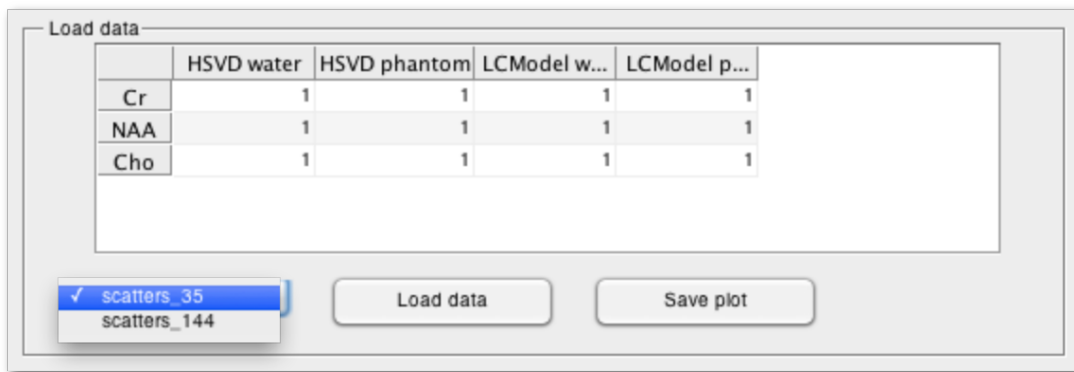 Load data
HSVD water HSVD phantom LCModel w... LCModel p...
Cr 1 1 1 1
NAA 1 1 1 1
Cho 1 1 1 1
✓ scatters_35
scatters_144
Load data
Save plot